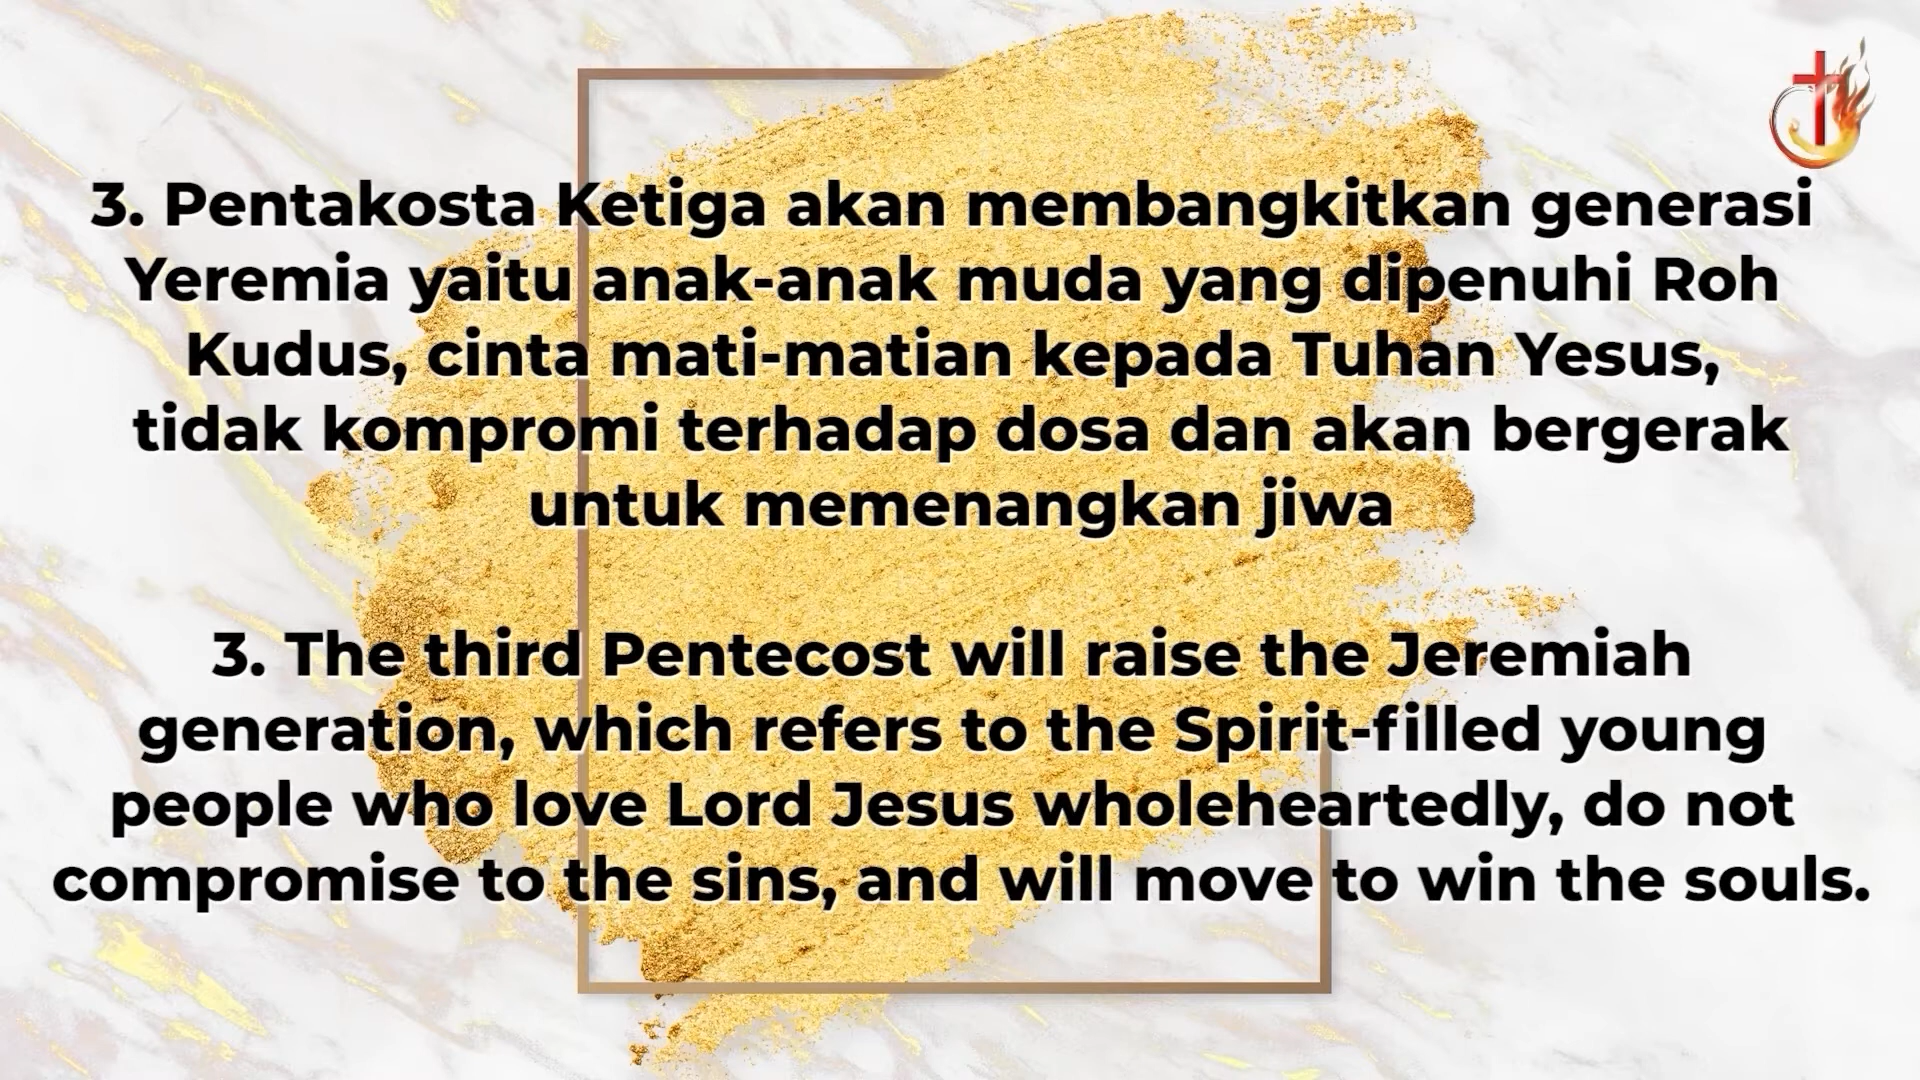 3. Pentakosta Ketiga akan membangkitkan generasi
Yeremia yaitu anak-anak muda yang dipenuhi Roh
Kudus, cinta mati-matian kepada Tuhan Yesus,
tidak kompromi terhadap dosa dan akan bergerak
untuk memenangkan jiwa
3. The third Pentecost will raise the Jeremiah
generation, which refers to the Spirit-filled young
people who love Lord Jesus wholeheartedly, do not
compromise to the sins, and will move to win the souls.